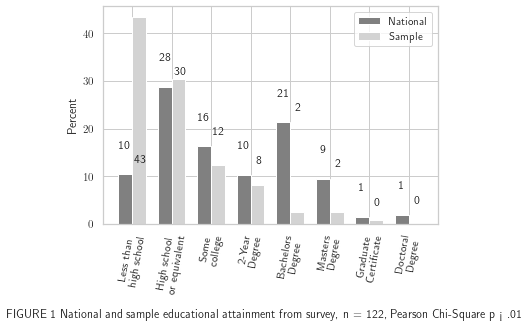 National
Sample
Percent
40
30
20
10
0
10
43
28
30
16
12
10
8
21
2
9
2
1
0
1
0
Less than
high school
High school
or equivalent
Some
college
2-Year
Degree
Bachelors
Degree
Masters
Degree
Graduate
Certificate
Doctoral
Degree
FIGURE 1 National and sample educational attainment from survey, n = 122, Pearson Chi-Square p ¡ .01